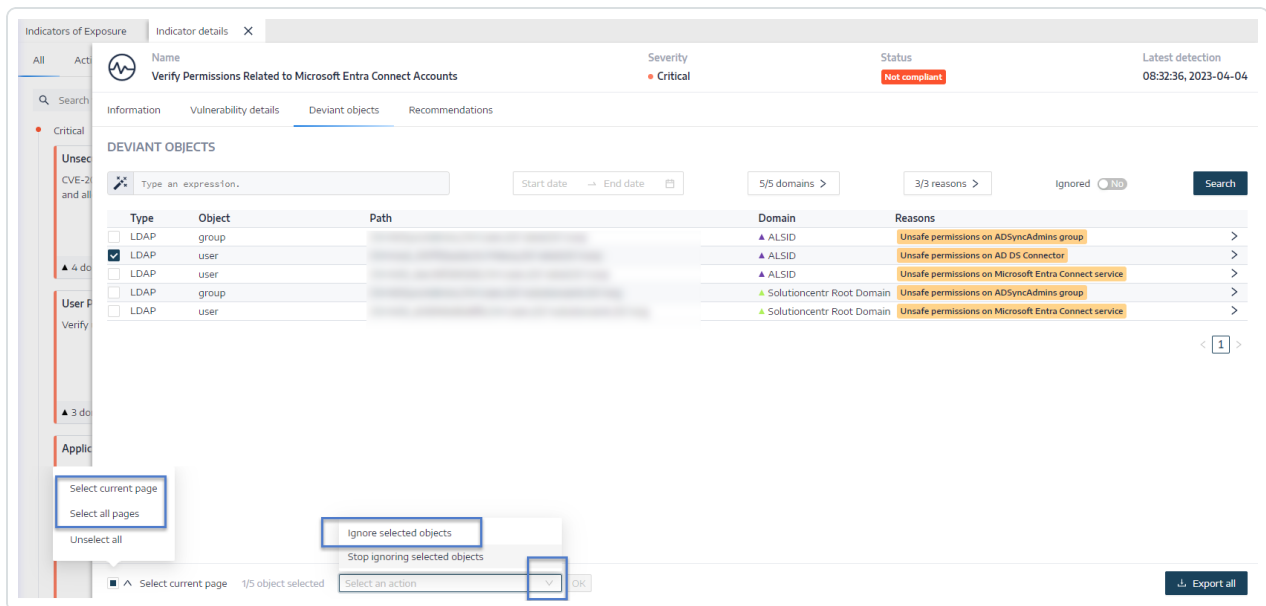 Indicators of Exposure Indicator details
All Acti
Name Severity Status Latest detection
Verify Permissions Related to Microsoft Entra Connect Accounts Critical Not compliant 08:32:36, 2023-04-04
Search
Information Vulnerability details Deviant objects Recommendations
Critical
DEVIANT OBJECTS
Unsec
CVE-20
and all
Type an expression. Start date → End date 5/5 domains > 3/3 reasons > Ignored No Search
Type Object Path Domain Reasons
LDAP group ALSID Unsafe permissions on ADSyncAdmins group
LDAP user ALSID Unsafe permissions on AD DS Connector
LDAP user ALSID Unsafe permissions on Microsoft Entra Connect service
LDAP group Solutioncentr Root Domain Unsafe permissions on ADSyncAdmins group
LDAP user Solutioncentr Root Domain Unsafe permissions on Microsoft Entra Connect service
4 do
User P
Verify
< 1 >
3 do
Applic
Select current page
Select all pages
Unselect all
Ignore selected objects
Stop ignoring selected objects
Select current page 1/5 object selected Select an action OK Export all